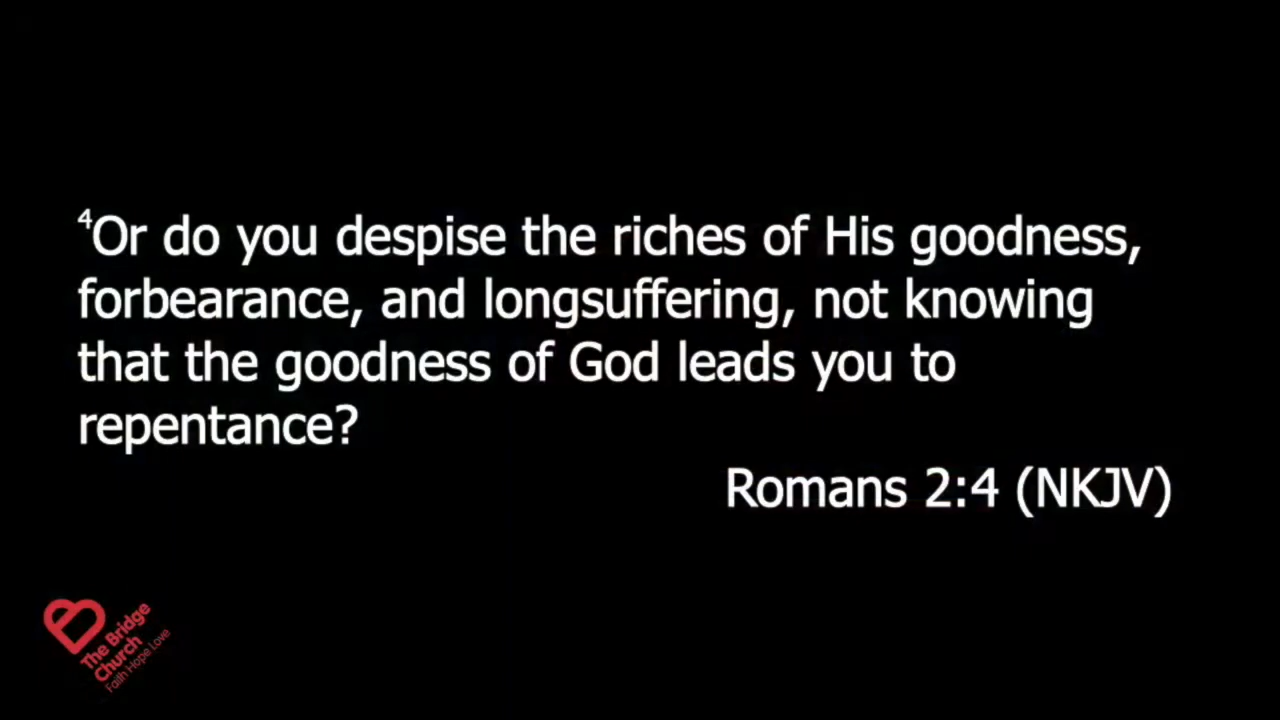 ⁴Or do you despise the riches of His goodness,
forbearance, and longsuffering, not knowing
that the goodness of God leads you to
repentance?
Romans 2:4 (NKJV)
The Bridge
Church
Faith Hope Love